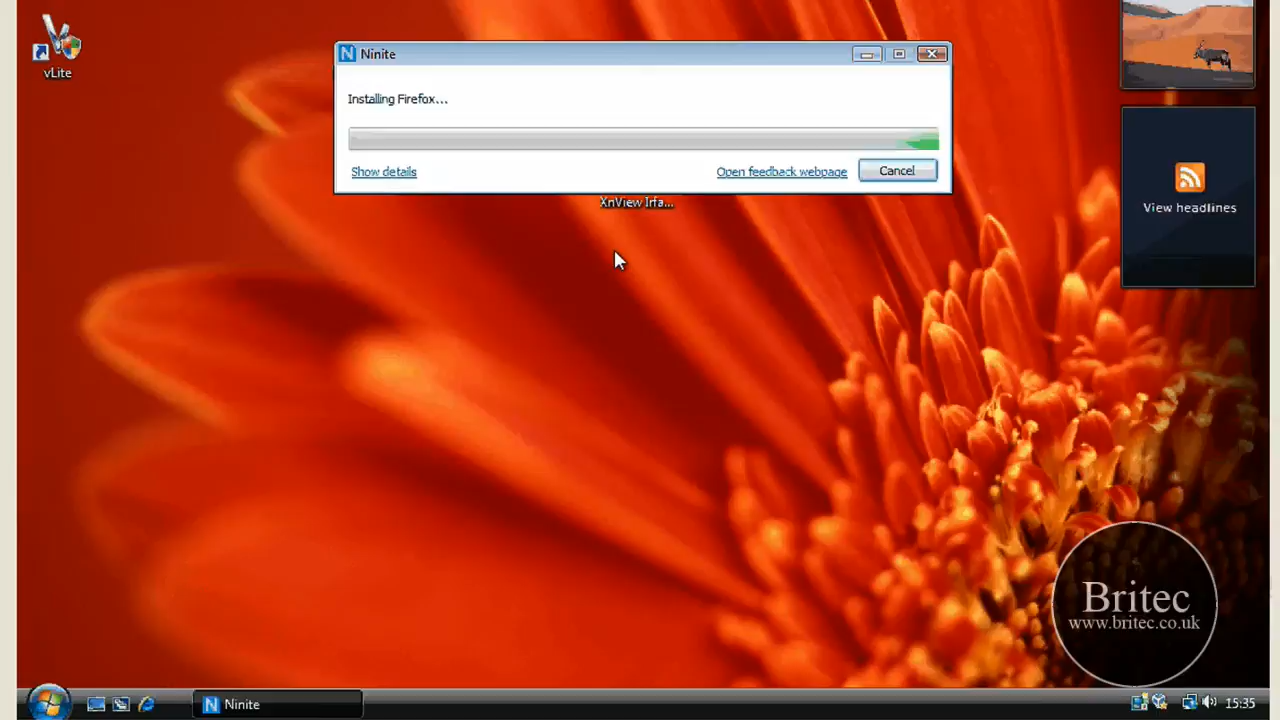 vLite
Ninite
Installing Firefox...
Show details
Open feedback webpage
Cancel
XnView Irfa...
View headlines
Britec
www.britec.co.uk
Ninite
15:35